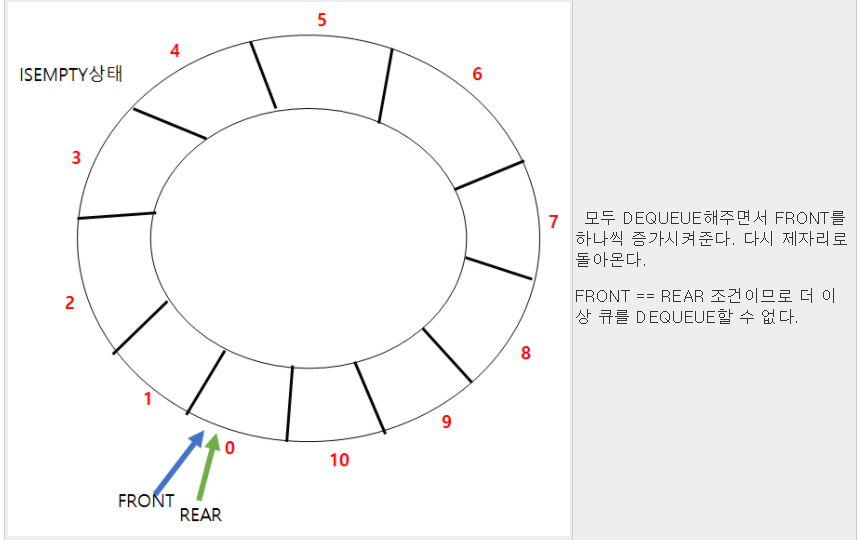 5
4
6
ISEMPTY상태
3
7
2
8
1
9
0
10
FRONT
REAR
모두 DEQUEUE해주면서 FRONT를
하나씩 증가시켜준다. 다시 제자리로
돌아온다.
FRONT == REAR 조건이므로 더 이
상 큐를 DEQUEUE할 수 없다.